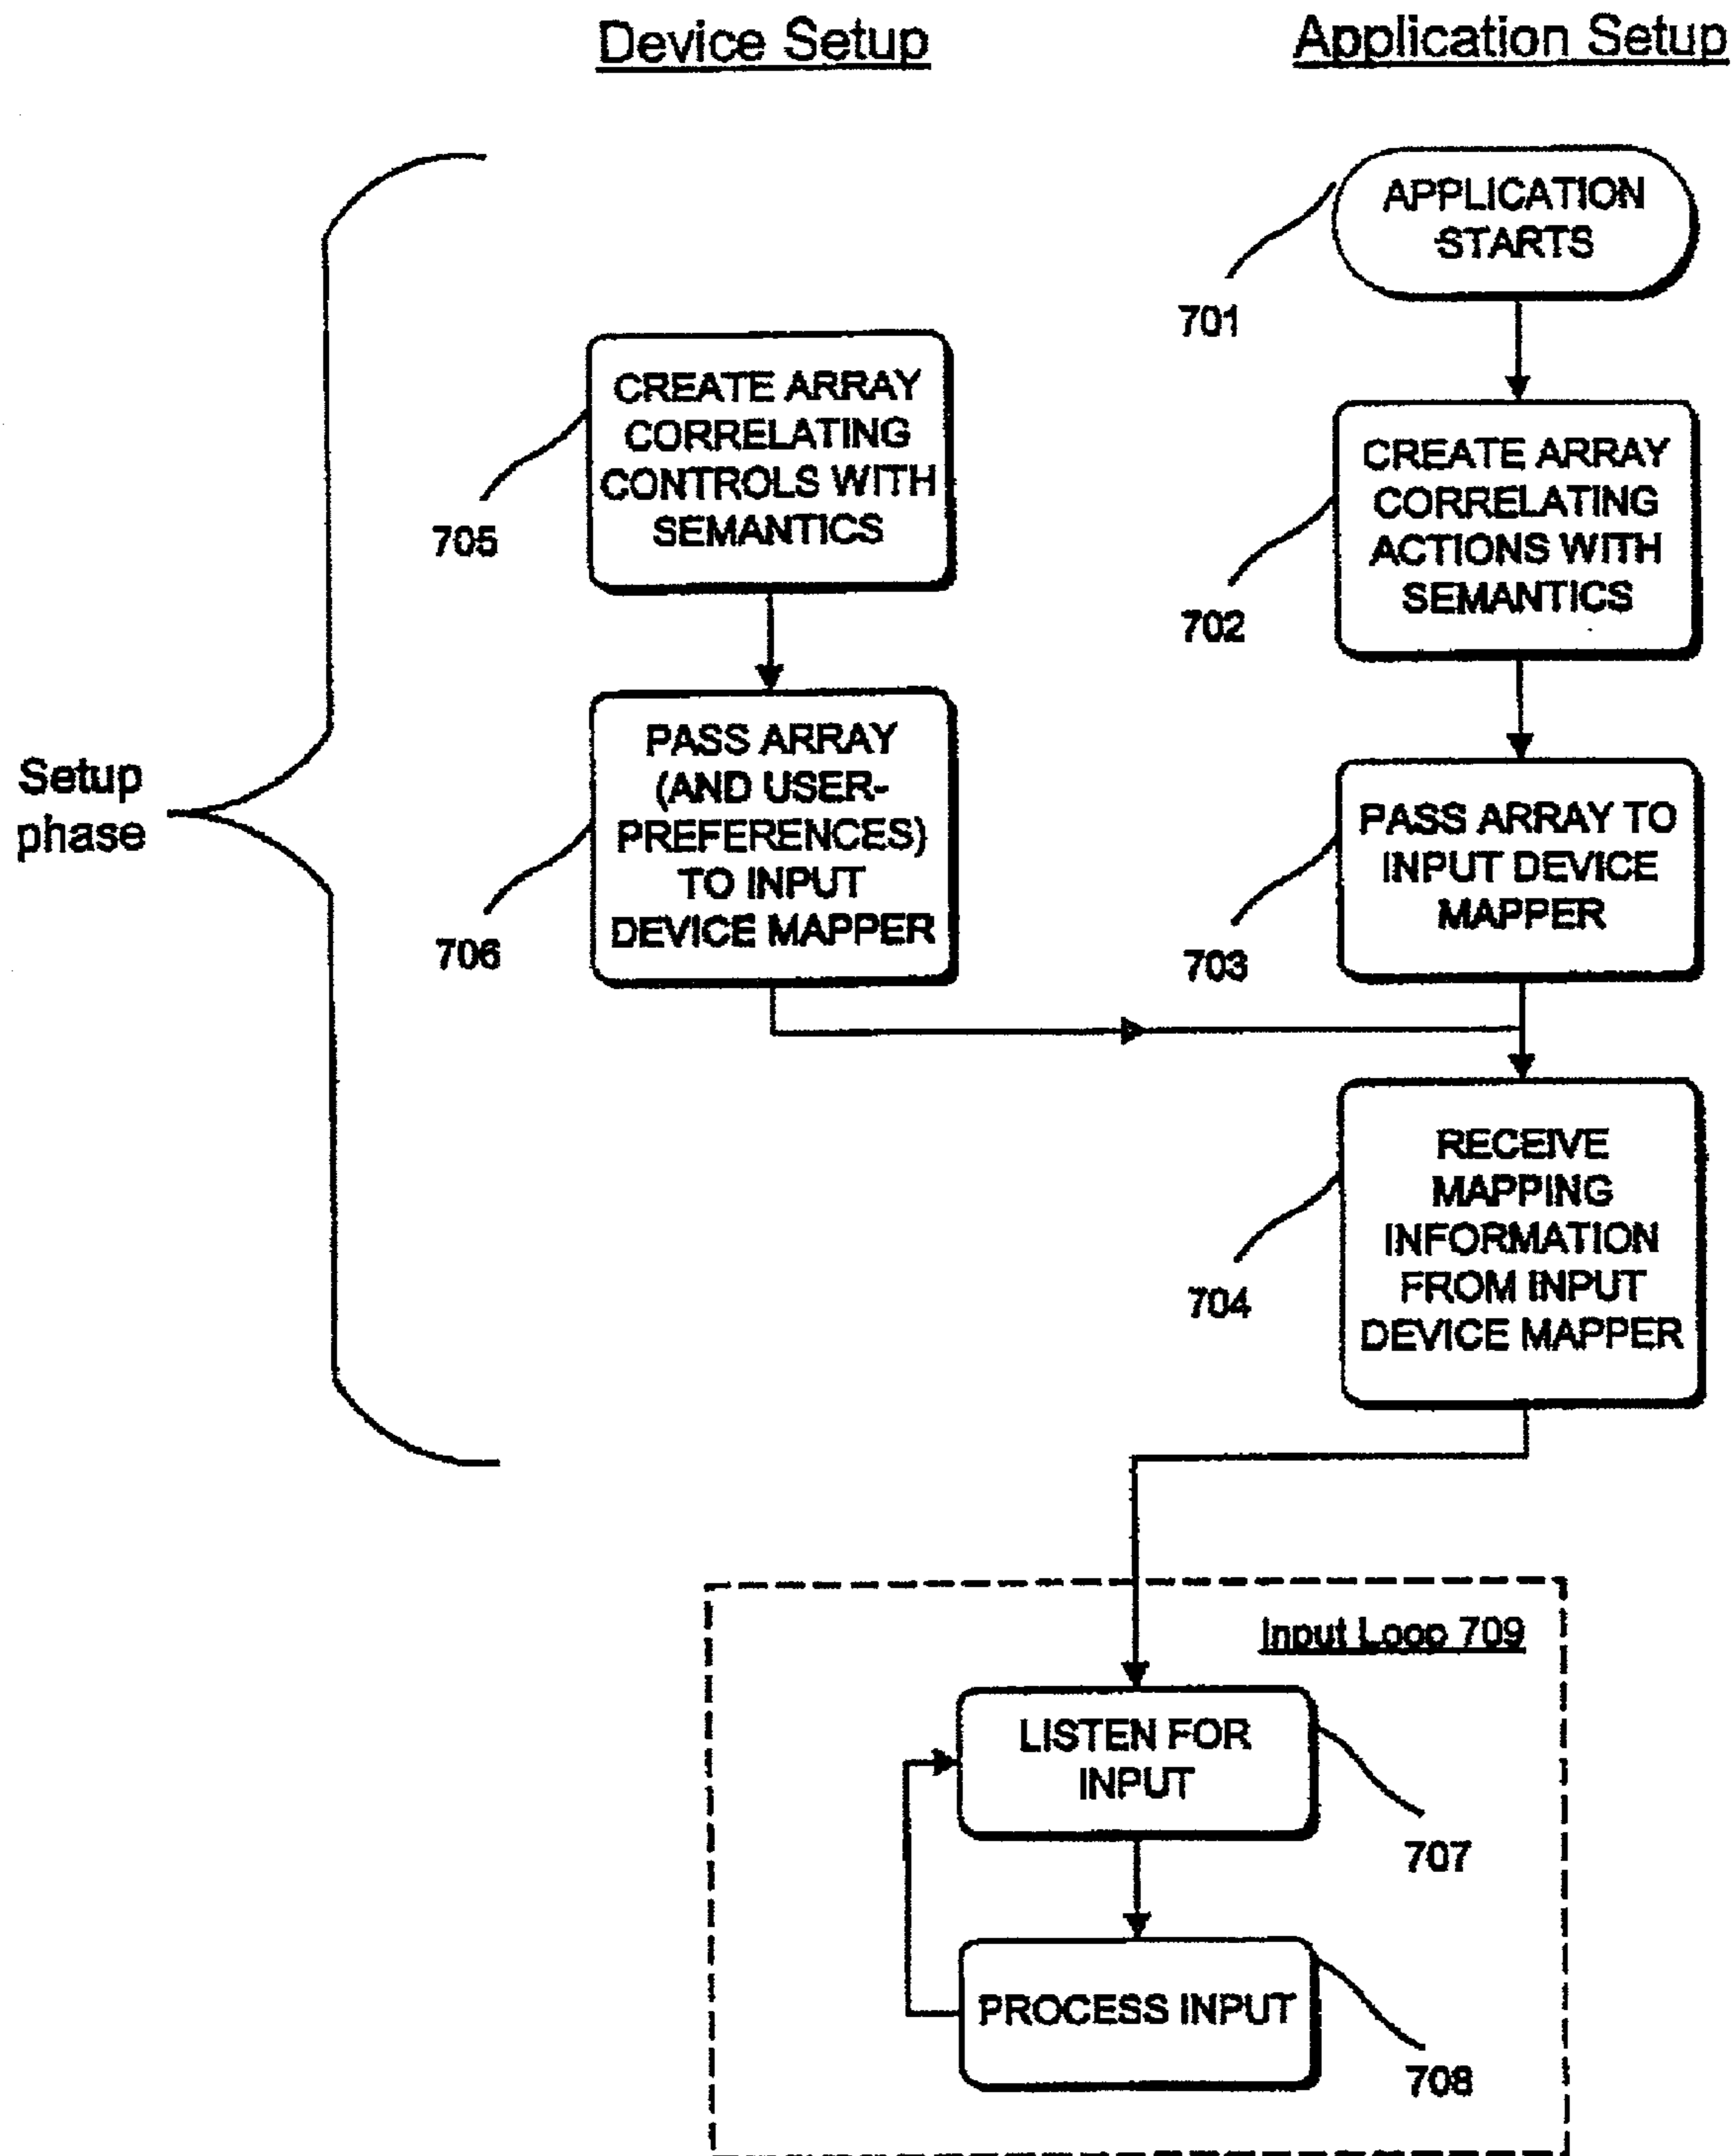 Device Setup
Application Setup
APPLICATION
STARTS
701
CREATE ARRAY
CORRELATING
ACTIONS WITH
SEMANTICS
702
CREATE ARRAY
CORRELATING
CONTROLS WITH
SEMANTICS
705
PASS ARRAY
(AND USER-
PREFERENCES)
TO INPUT
DEVICE MAPPER
706
Setup
phase
PASS ARRAY TO
INPUT DEVICE
MAPPER
703
RECEIVE
MAPPING
INFORMATION
FROM INPUT
DEVICE MAPPER
704
Input Loop 709
LISTEN FOR
INPUT
707
PROCESS INPUT
708